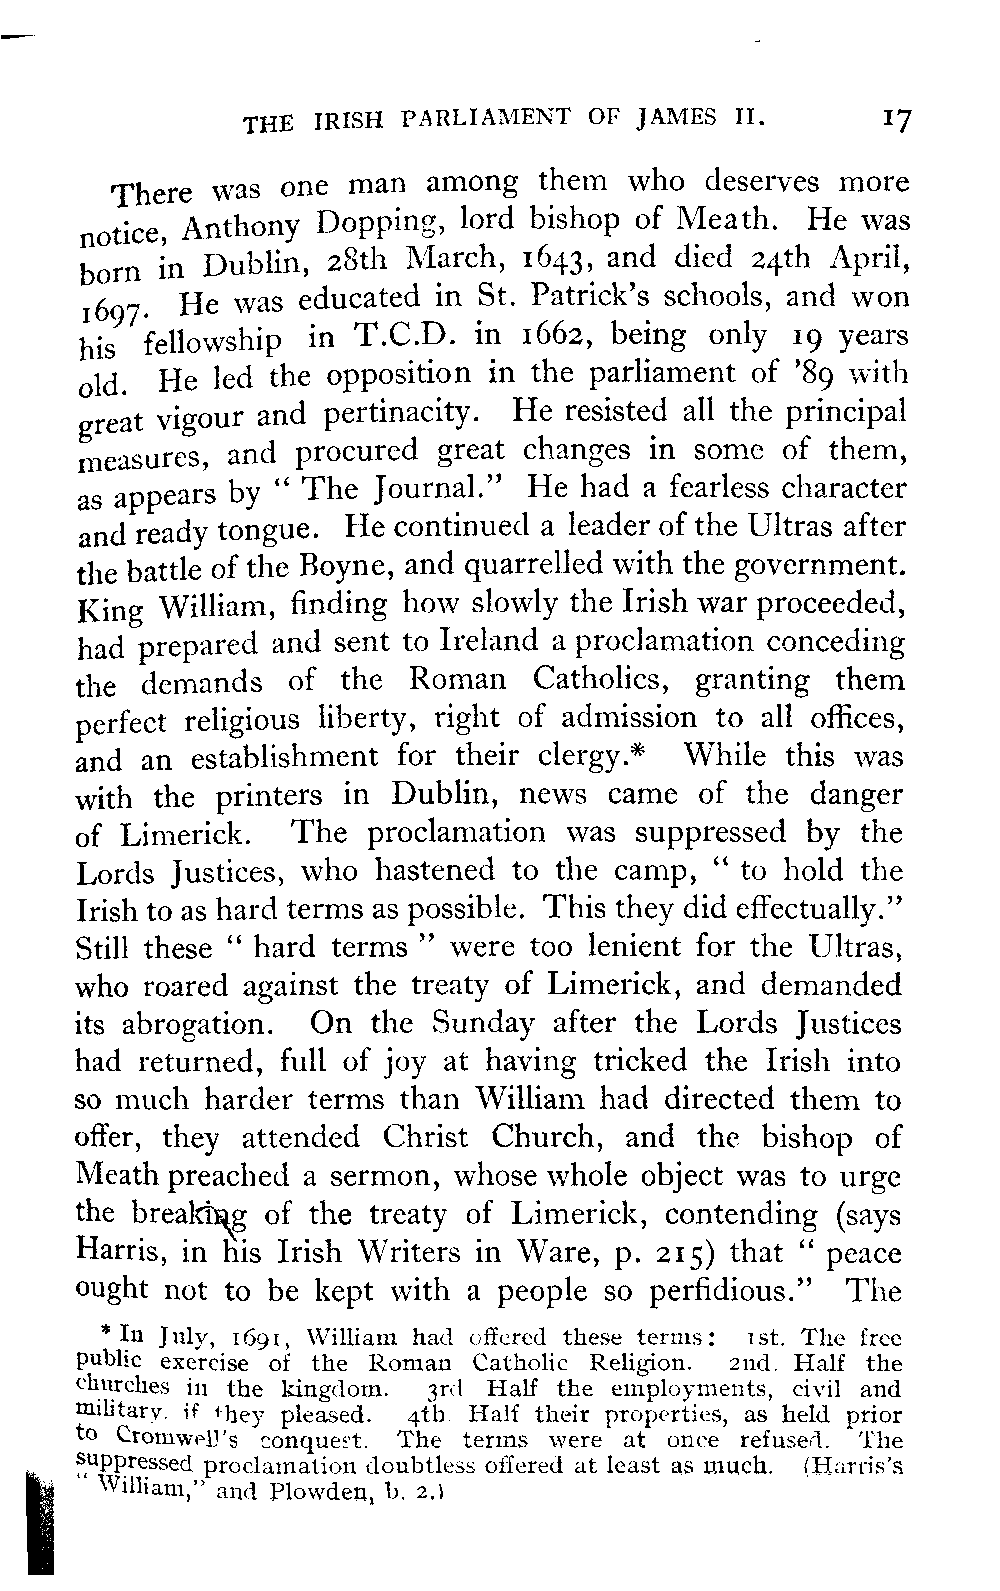 THE IRISH PARLIAMENT OF JAMES II. 17
There was one man among them who deserves more
notice, Anthony Dopping, lord bishop of Meath. He was
born in Dublin, 28th March, 1643, and died 24th April,
1697. He was educated in St. Patrick's schools, and won
his fellowship in T.C.D. in 1662, being only 19 years
old. He led the opposition in the parliament of '89 with
great vigour and pertinacity. He resisted all the principal
measures, and procured great changes in some of them,
as appears by " The Journal." He had a fearless character
and ready tongue. He continued a leader of the Ultras after
the battle of the Boyne, and quarrelled with the government.
King William, finding how slowly the Irish war proceeded,
had prepared and sent to Ireland a proclamation conceding
the demands of the Roman Catholics, granting them
perfect religious liberty, right of admission to all offices,
and an establishment for their clergy.* While this was
with the printers in Dublin, news came of the danger
of Limerick. The proclamation was suppressed by the
Lords Justices, who hastened to the camp, " to hold the
Irish to as hard terms as possible. This they did effectually."
Still these " hard terms " were too lenient for the Ultras,
who roared against the treaty of Limerick, and demanded
its abrogation. On the Sunday after the Lords Justices
had returned, full of joy at having tricked the Irish into
so much harder terms than William had directed them to
offer, they attended Christ Church, and the bishop of
Meath preached a sermon, whose whole object was to urge
the breaking of the treaty of Limerick, contending (says
Harris, in his Irish Writers in Ware, p. 215) that " peace
ought not to be kept with a people so perfidious." The
* In July, 1691, William had offered these terms: 1st. The free
public exercise of the Roman Catholic Religion. 2nd. Half the
churches in the kingdom. 3rd Half the employments, civil and
military, if they pleased. 4th Half their properties, as held prior
to Cromwell's conquest. The terms were at once refused. The
suppressed proclamation doubtless offered at least as much. (Harris's
" William," and Plowden, b. 2.)